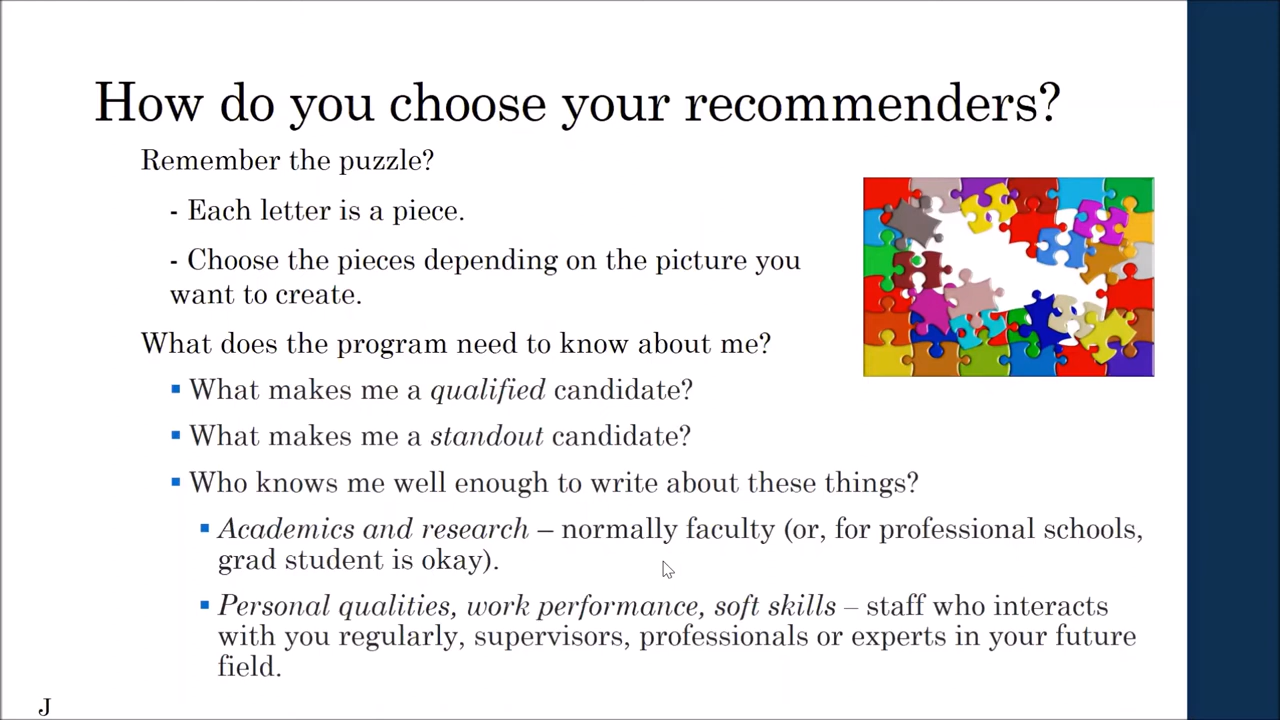 How do you choose your recommenders?
Remember the puzzle?
- Each letter is a piece.
- Choose the pieces depending on the picture you
want to create.
What does the program need to know about me?
▪ What makes me a qualified candidate?
▪ What makes me a standout candidate?
▪ Who knows me well enough to write about these things?
▪ Academics and research – normally faculty (or, for professional schools,
grad student is okay).
▪ Personal qualities, work performance, soft skills – staff who interacts
with you regularly, supervisors, professionals or experts in your future
field.
J